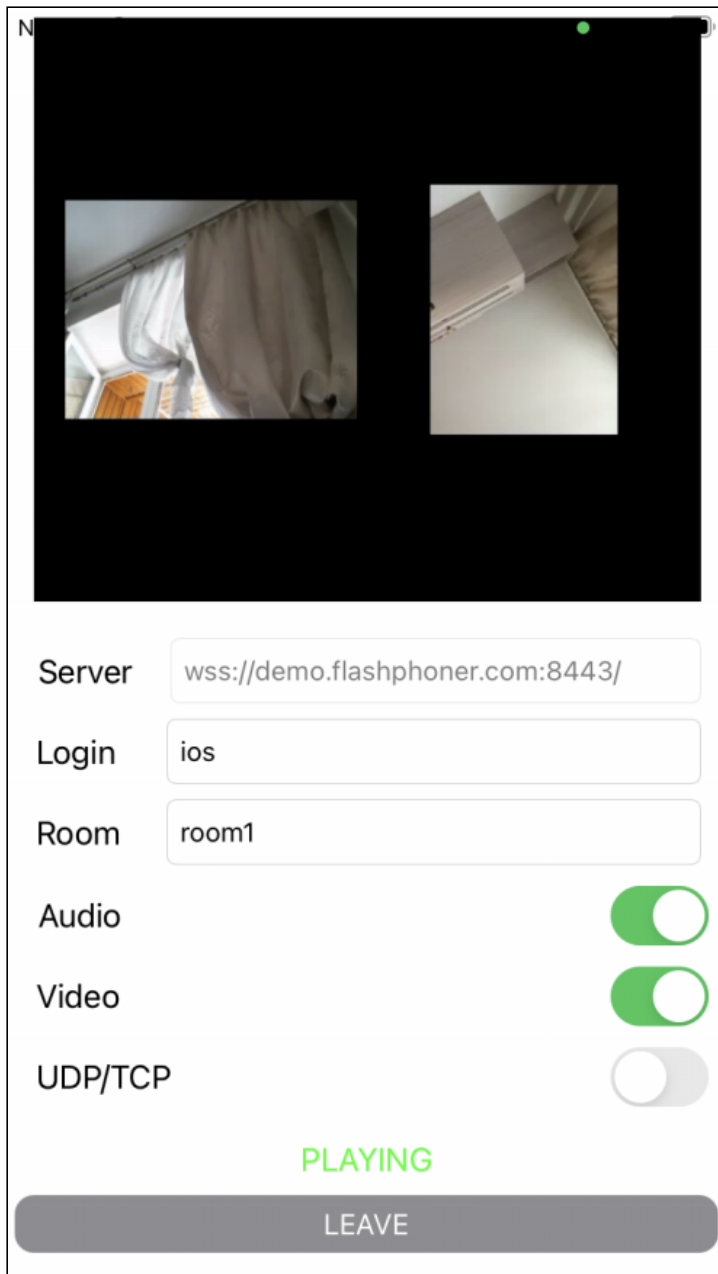 Server
wss://demo.flashphoner.com:8443/
Login
ios
Room
room1
Audio
Video
UDP/TCP
PLAYING
LEAVE